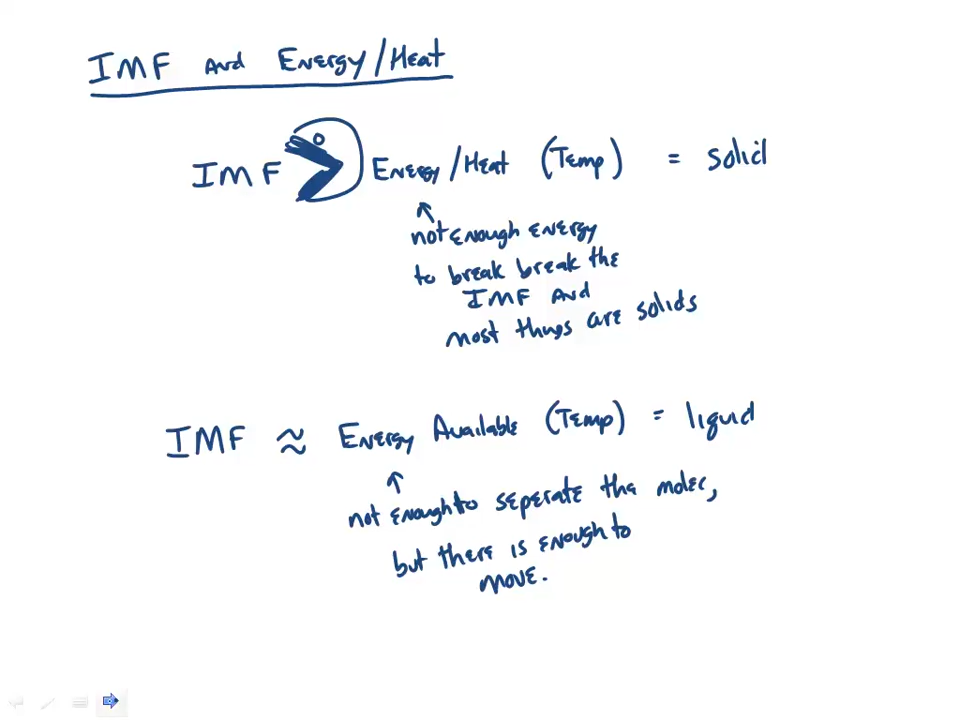 IMF And Energy/Heat
IMF Energy/Heat (Temp) = solid
not enough energy
to break break the
IMF And
most things are solids
IMF ≈ Energy Available (Temp) = liquid
not enough to seperate the molec,
but there is enough to
move.